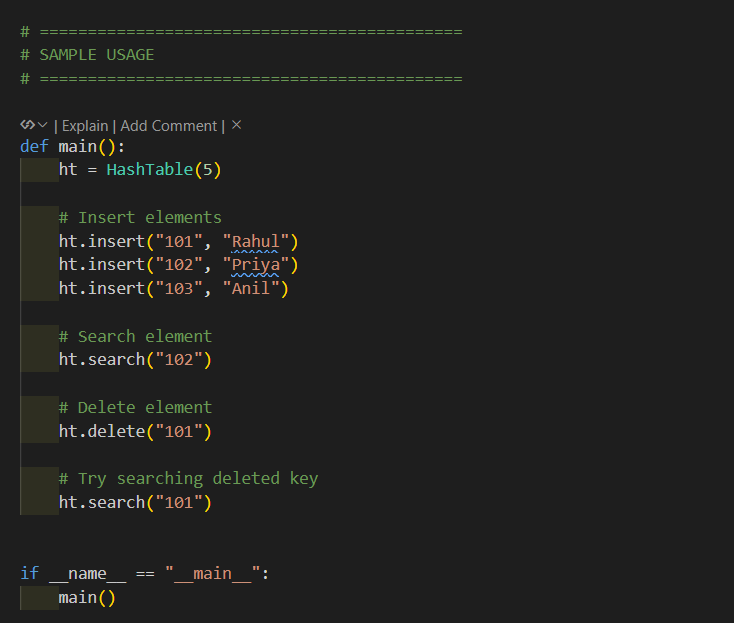 # ============================================
# SAMPLE USAGE
# ============================================
| Explain | Add Comment | ×
def main():
    ht = HashTable(5)
    # Insert elements
    ht.insert("101", "Rahul")
    ht.insert("102", "Priya")
    ht.insert("103", "Anil")
    # Search element
    ht.search("102")
    # Delete element
    ht.delete("101")
    # Try searching deleted key
    ht.search("101")
if __name__ == "__main__":
    main()